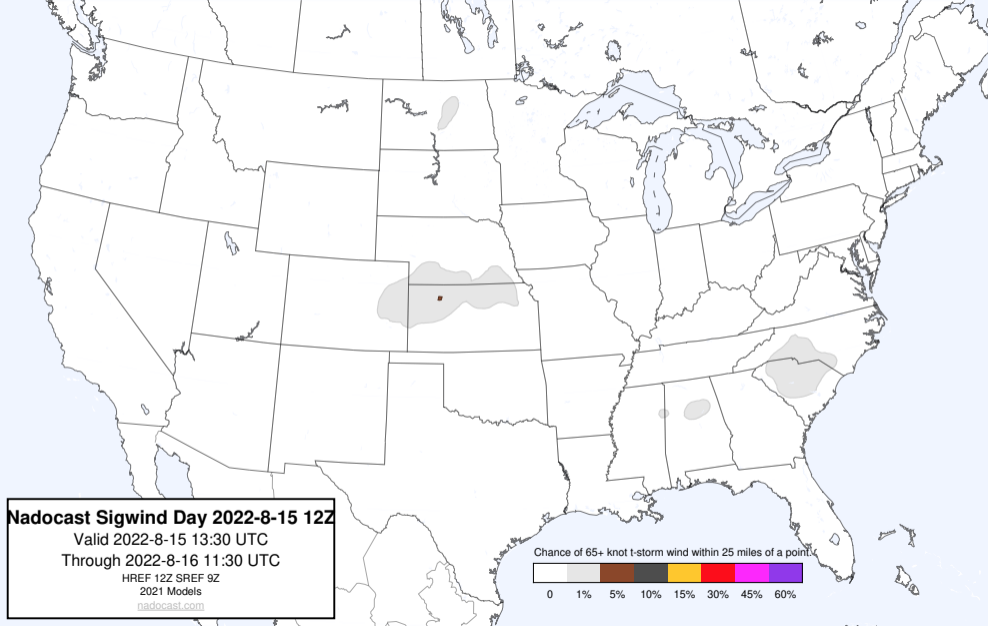 Nadocast Sigwind Day 2022-8-15 12Z
Valid 2022-8-15 13:30 UTC
Through 2022-8-16 11:30 UTC
HREF 12Z SREF 9Z
2021 Models
nadocast.com
Chance of 65+ knot t-storm wind within 25 miles of a point.
0 1% 5% 10% 15% 30% 45% 60%